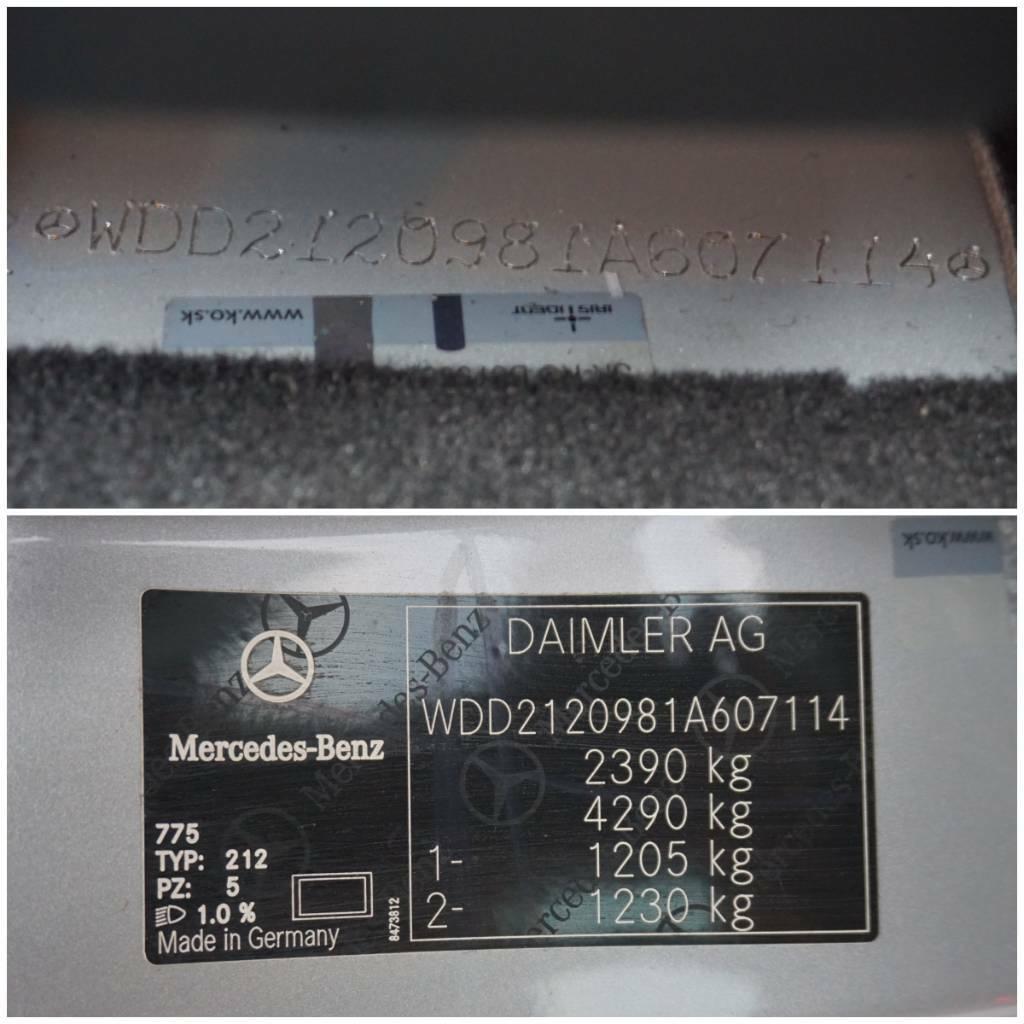 WDD2120981A607114
www.ko.sk
DAIMLER AG
WDD2120981A607114
2390 kg
4290 kg
1- 1205 kg
2- 1230 kg
Mercedes-Benz
775
TYP: 212
PZ: 5
1.0 %
Made in Germany
8473812
www.ko.sk